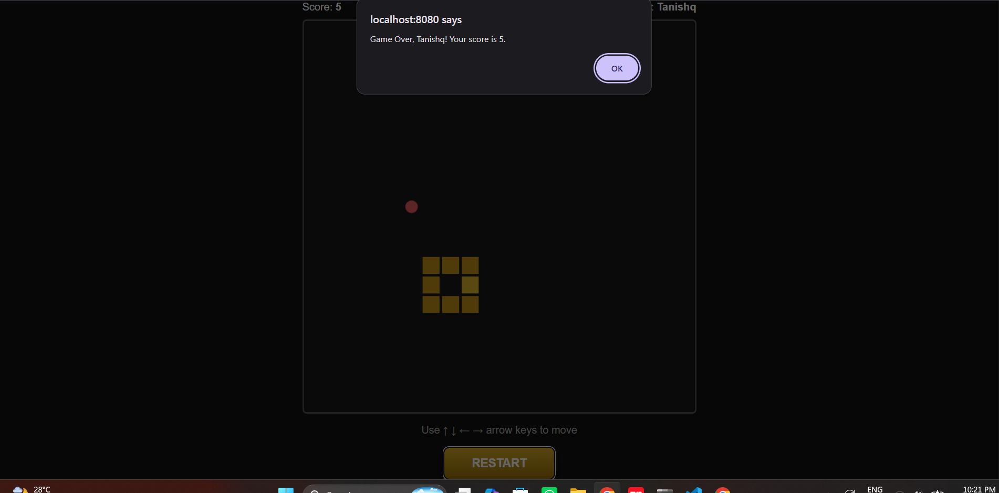 Score: 5
: Tanishq
localhost:8080 says
Game Over, Tanishq! Your score is 5.
OK
Use ↑ ↓ ← → arrow keys to move
RESTART
28°C
ENG
10:21 PM